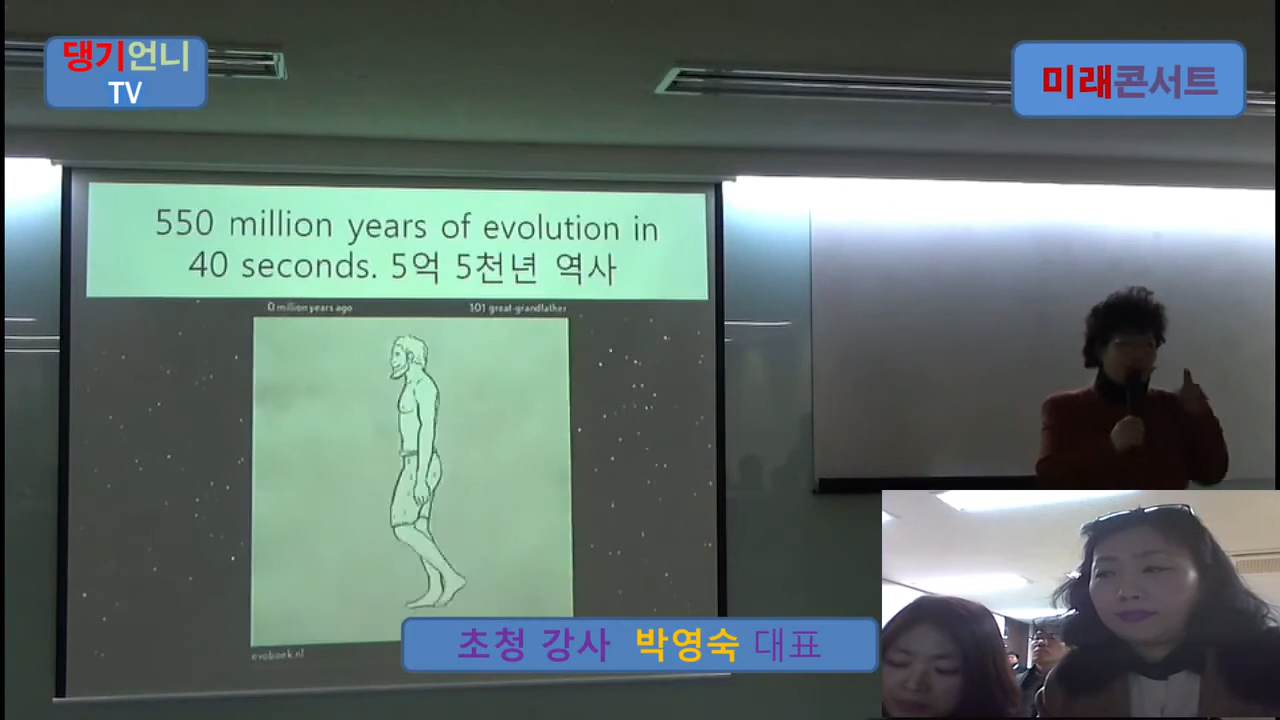 댕기언니
TV
미래콘서트
550 million years of evolution in
40 seconds. 5억 5천년 역사
0 million years ago
101 great-grandfather
evoboek.nl
초청 강사 박영숙 대표